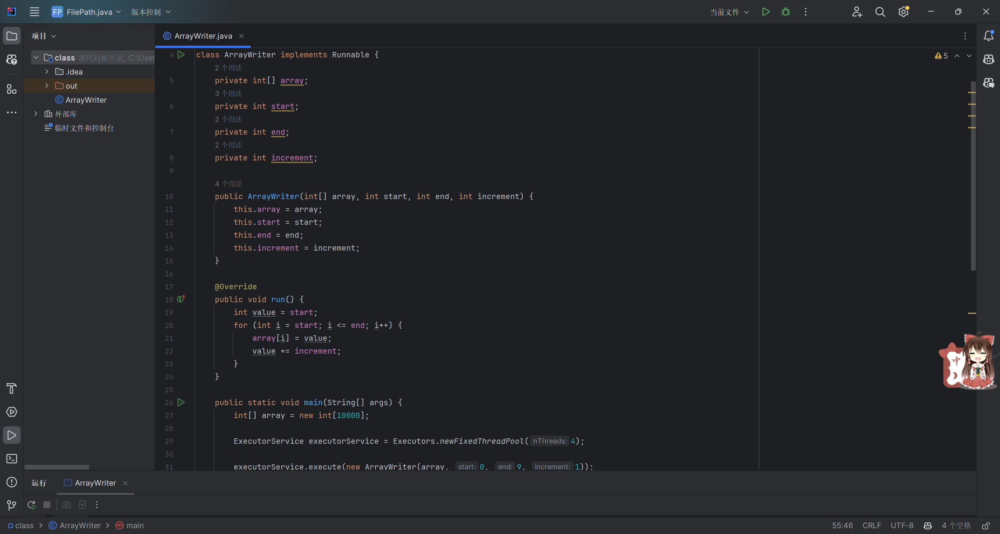 FP FilePath.java 版本控制 当前文件
项目
ArrayWriter.java
class 源代码根目录, C:\User
.idea
out
ArrayWriter
外部库
临时文件和控制台
5
4 class ArrayWriter implements Runnable {
2 个用法
5 private int[] array;
3 个用法
6 private int start;
2 个用法
7 private int end;
2 个用法
8 private int increment;
9
4 个用法
10 public ArrayWriter(int[] array, int start, int end, int increment) {
11 this.array = array;
12 this.start = start;
13 this.end = end;
14 this.increment = increment;
15 }
16
17 @Override
18 public void run() {
19 int value = start;
20 for (int i = start; i <= end; i++) {
21 array[i] = value;
22 value += increment;
23 }
24 }
25
26 public static void main(String[] args) {
27 int[] array = new int[10000];
28
29 ExecutorService executorService = Executors.newFixedThreadPool( nThreads: 4);
30
31 executorService.execute(new ArrayWriter(array, start: 0, end: 9, increment: 1));
中
运行 ArrayWriter
class ArrayWriter main
55:46 CRLF UTF-8 4 个空格